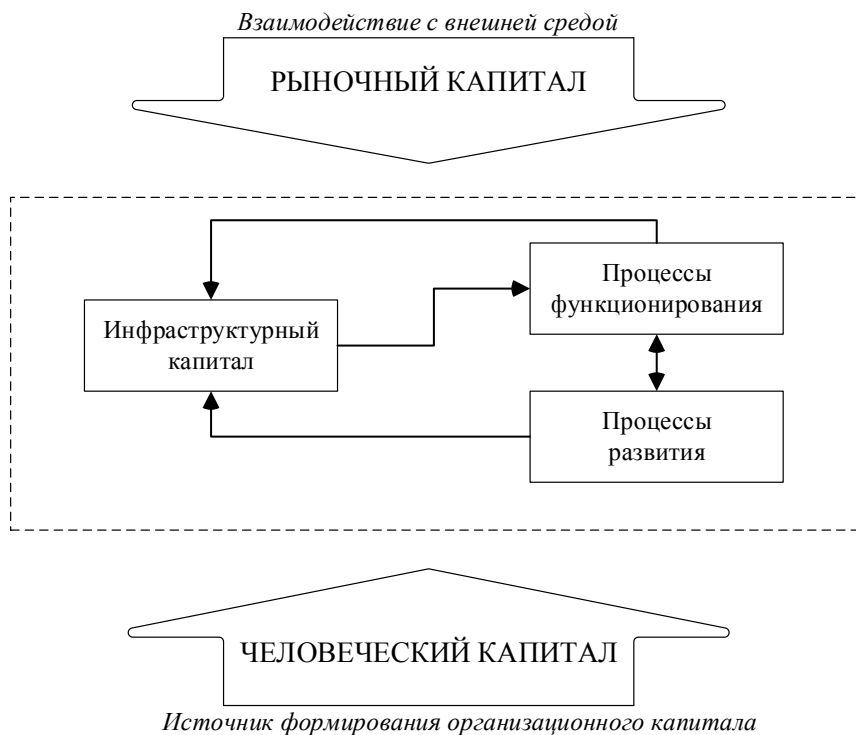 Взаимодействие с внешней средой
РЫНОЧНЫЙ КАПИТАЛ
Процессы
функционирования
Инфраструктурный
капитал
Процессы
развития
ЧЕЛОВЕЧЕСКИЙ КАПИТАЛ
Источник формирования организационного капитала